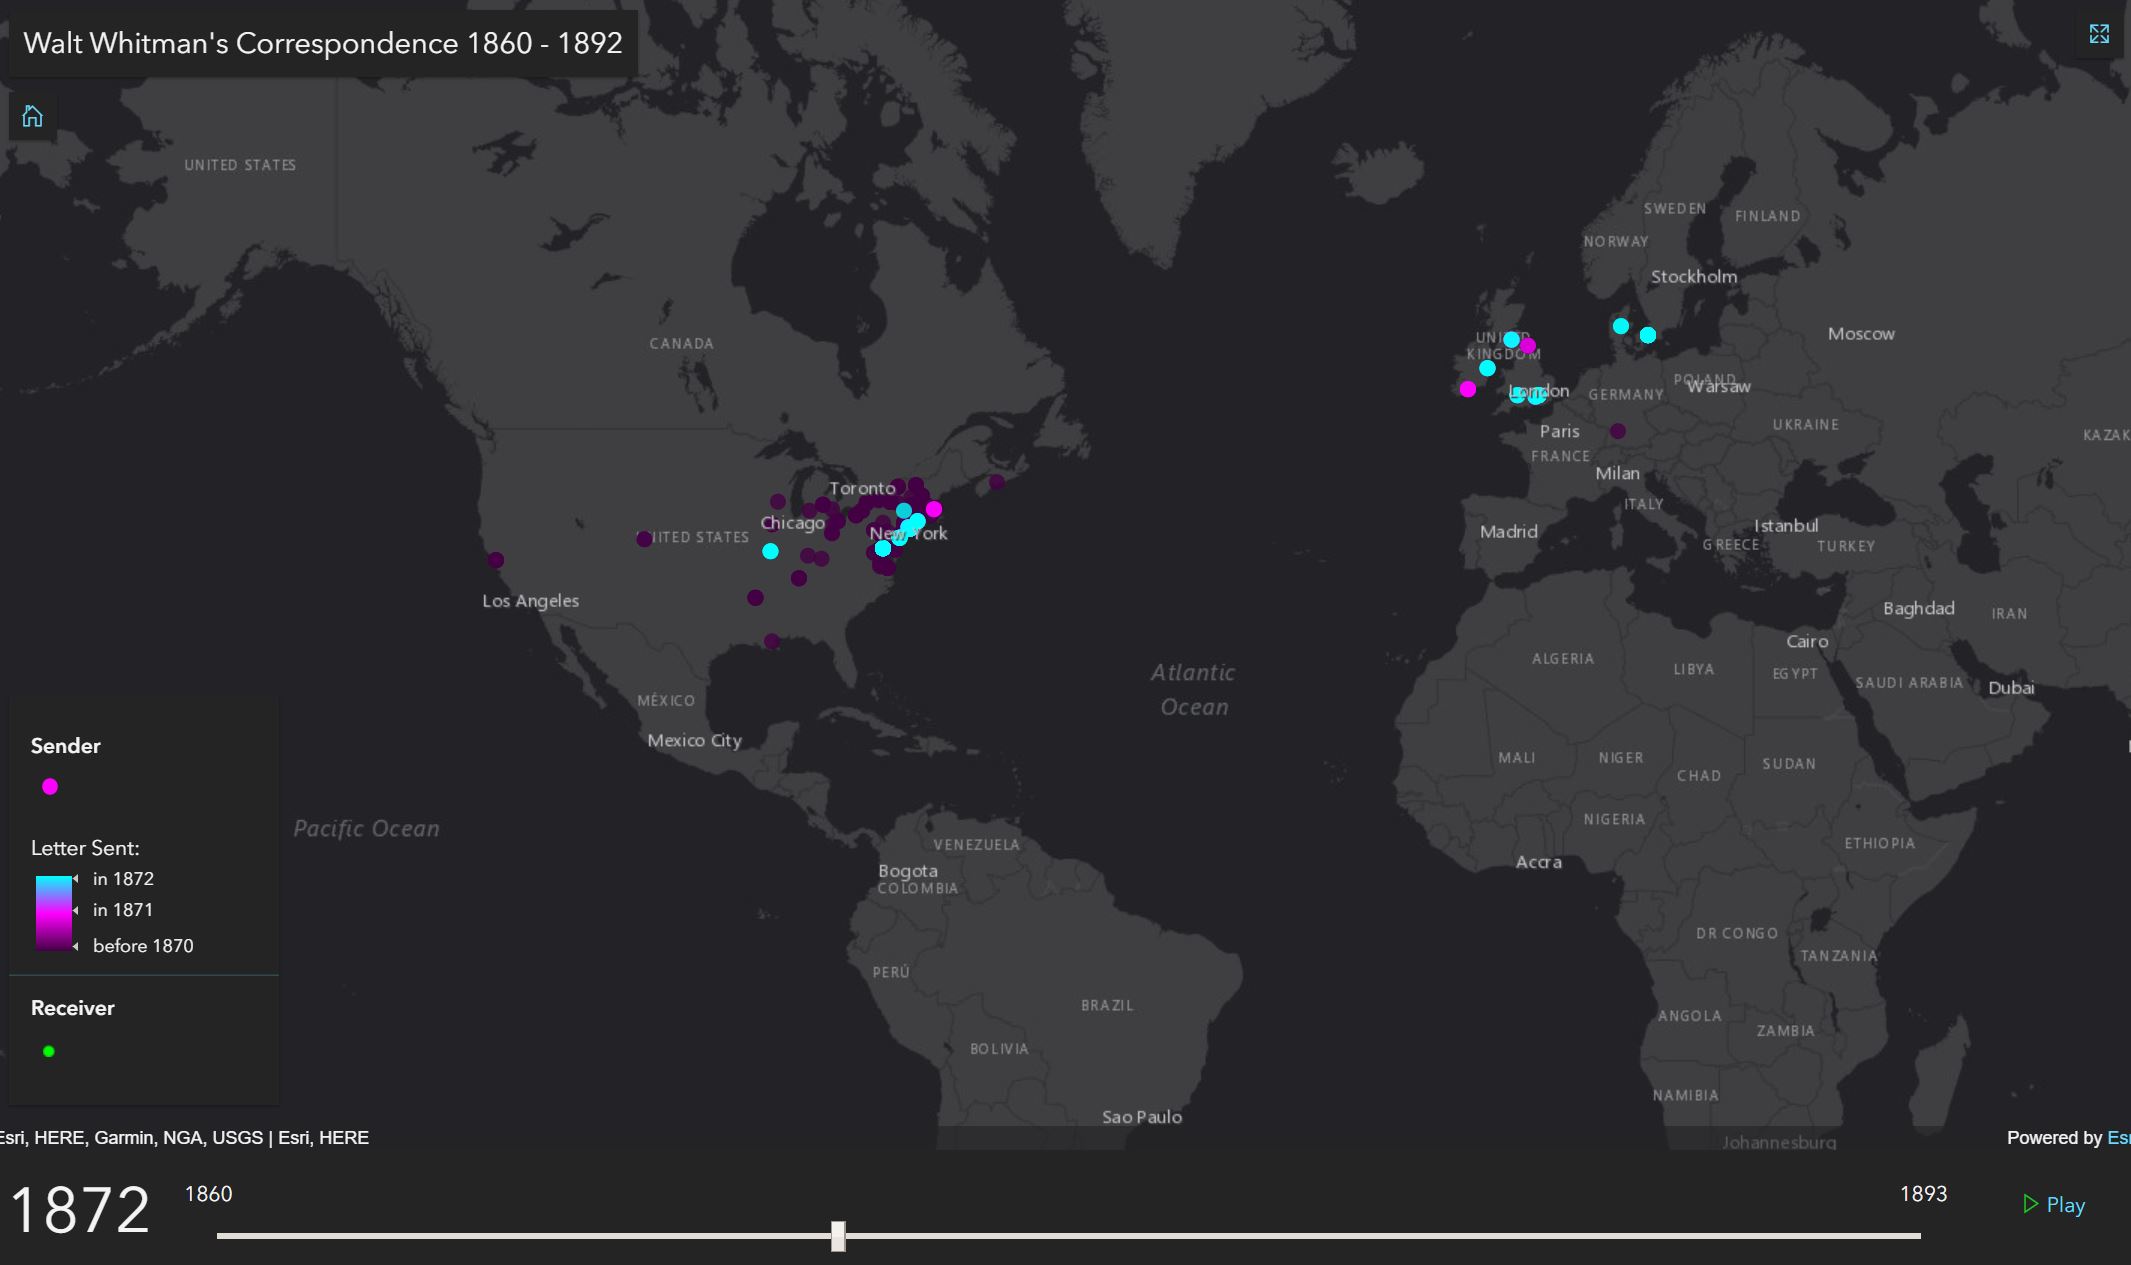 Walt Whitman's Correspondence 1860 - 1892
UNITED STATES
SWEDEN
FINLAND
NORWAY
Stockholm
CANADA
UNITED
KINGDOM
Moscow
POLAND
Warsaw
London
GERMANY
UKRAINE
Paris
FRANCE
KAZAK
Milan
ITALY
Toronto
Chicago
New York
UNITED STATES
Madrid
Istanbul
GREECE
TURKEY
Los Angeles
Baghdad
IRAN
Cairo
ALGERIA
LIBYA
EGYPT
SAUDI ARABIA
Dubai
Atlantic
Ocean
MÉXICO
Mexico City
MALI
NIGER
CHAD
SUDAN
Sender
Pacific Ocean
NIGERIA
VENEZUELA
ETHIOPIA
Letter Sent:
Bogota
COLOMBIA
Accra
in 1872
in 1871
before 1870
DR CONGO
TANZANIA
PERÚ
BRAZIL
Receiver
ANGOLA
ZAMBIA
BOLIVIA
NAMIBIA
Sao Paulo
Johannesburg
Esri, HERE, Garmin, NGA, USGS | Esri, HERE
Powered by Esr
1872
1860
1893
Play